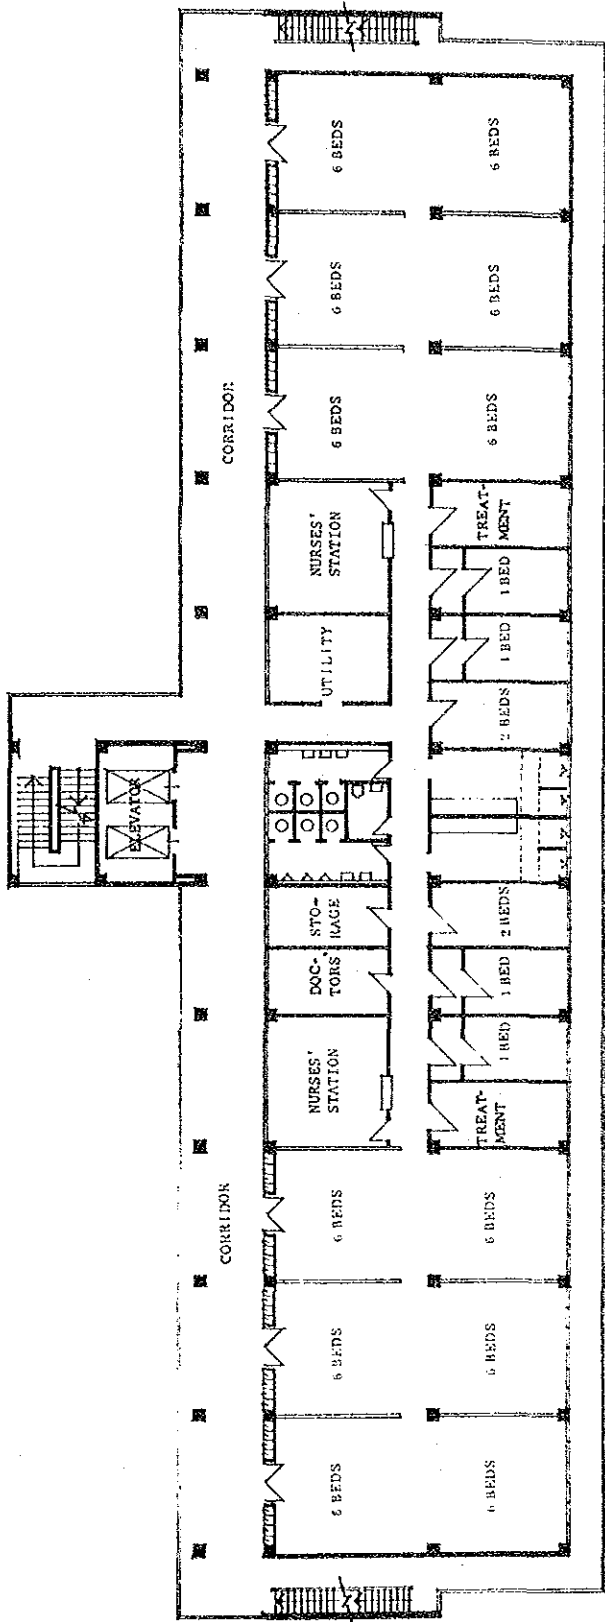 ELEVATOR
CORRIDOR
CORRIDOR
6 BEDS
6 BEDS
6 BEDS
NURSES'
STATION
DOC-
TORS
STO-
RAGE
UTILITY
NURSES'
STATION
6 BEDS
6 BEDS
6 BEDS
6 BEDS
6 BEDS
6 BEDS
TREAT-
MENT
1 BED
1 BED
2 BEDS
2 BEDS
1 BED
1 BED
TREAT-
MENT
6 BEDS
6 BEDS
6 BEDS